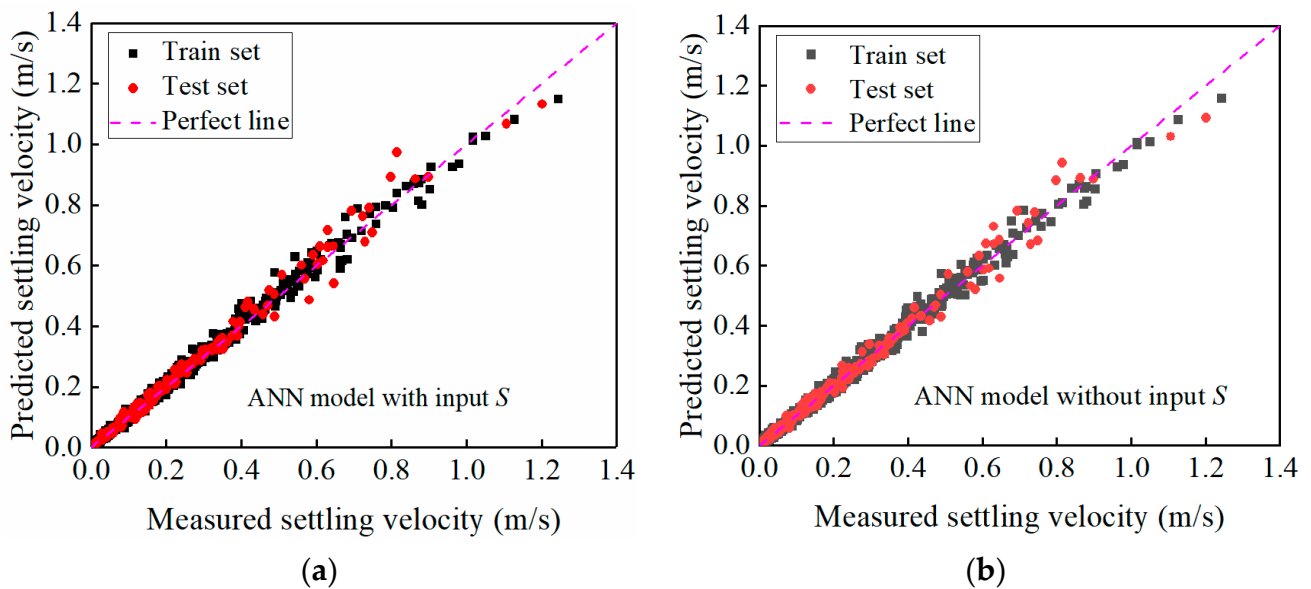 1.4
1.2
1.0
0.8
0.6
0.4
0.2
0.0
Predicted settling velocity (m/s)
Train set
Test set
Perfect line
ANN model with input S
0.0 0.2 0.4 0.6 0.8 1.0 1.2 1.4
Measured settling velocity (m/s)
(a)
1.4
1.2
1.0
0.8
0.6
0.4
0.2
0.0
Predicted settling velocity (m/s)
Train set
Test set
Perfect line
ANN model without input S
0.0 0.2 0.4 0.6 0.8 1.0 1.2 1.4
Measured settling velocity (m/s)
(b)